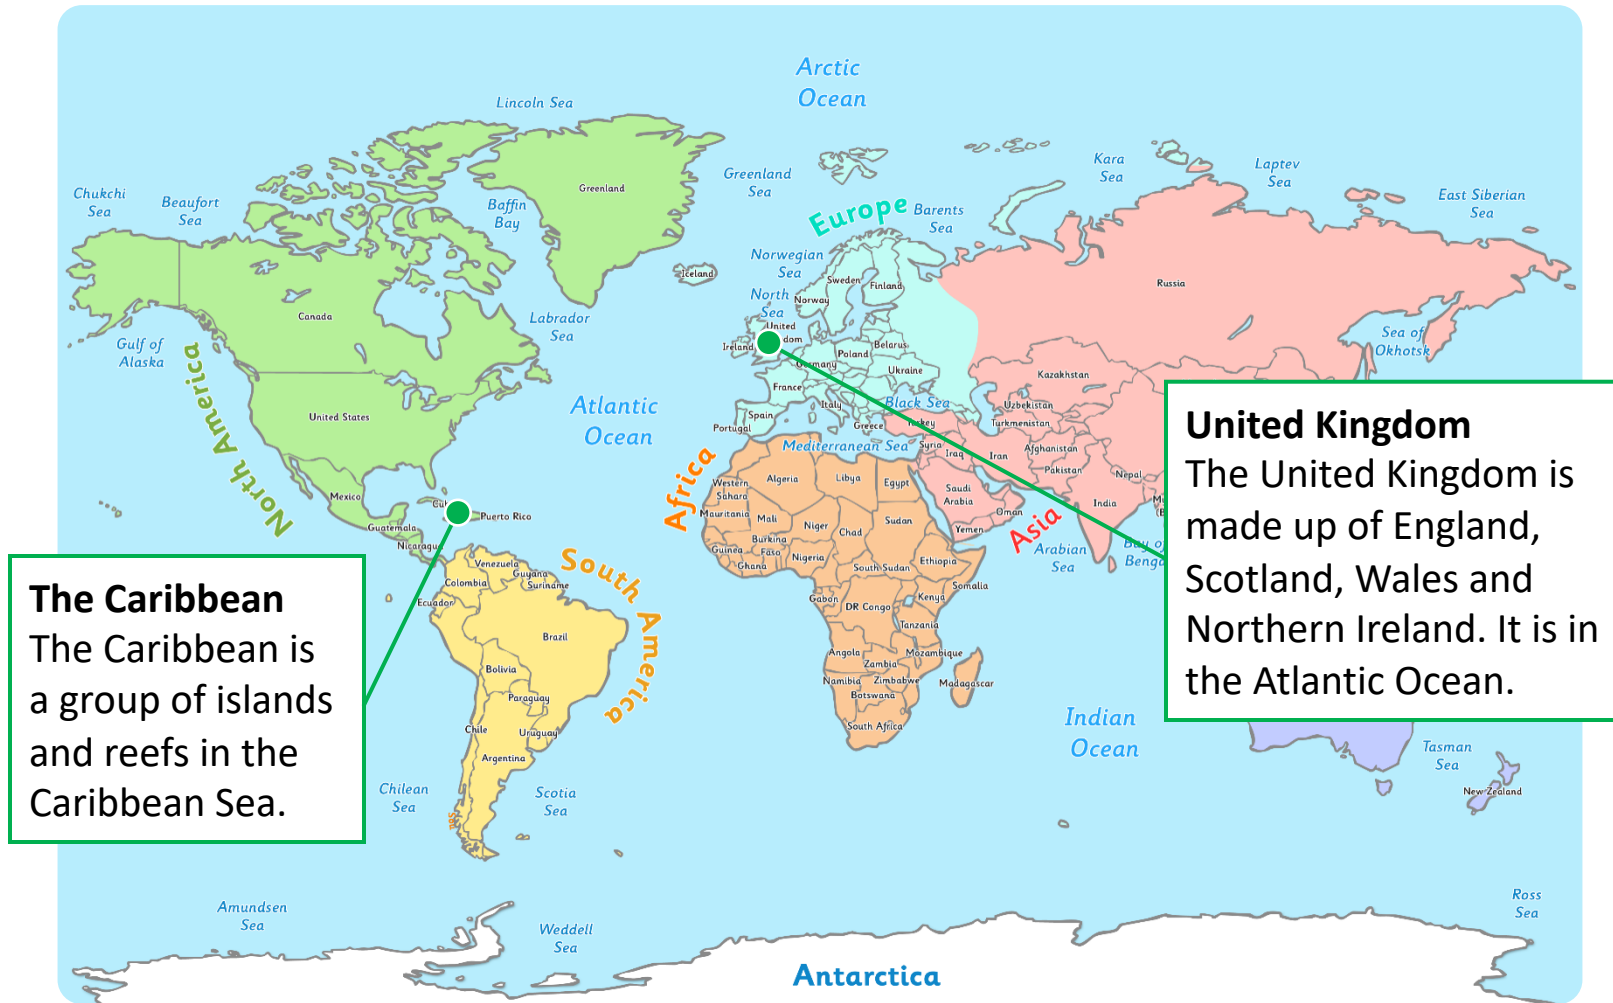 Arctic
Ocean
Lincoln Sea
Greenland
Sea
Kara
Sea
Laptev
Sea
East Siberian
Sea
Chukchi
Sea
Beaufort
Sea
Baffin
Bay
Greenland
Europe
Barents
Sea
Norwegian
Sea
Iceland
Sweden
Finland
Norway
Russia
North
Sea
Labrador
Sea
Canada
Gulf of
Alaska
United
dom
Ireland
Sea of
Okhotsk
Belarus
Poland
Germany
Ukraine
Kazakhstan
France
North America
United States
Atlantic
Ocean
Italy
Black Sea
Uzbekistan
Turkmenistan
Spain
Portugal
Greece
Turkey
Mediterranean Sea
Syria
Iraq
Iran
Afghanistan
Pakistan
Nepal
India
Africa
Western
Sahara
Algeria
Libya
Egypt
Saudi
Arabia
Oman
Yemen
Asia
Arabian
Sea
Bay of
Beng
Mexico
Cu
Puerto Rico
Guatemala
Nicaragu
Mauritania
Mali
Niger
Chad
Sudan
Burkina
Faso
Guinea
Ghana
Nigeria
South Sudan
Ethiopia
Somalia
Gabon
DR Congo
Kenya
Tanzania
Angola
Zambia
Mozambique
Namibia
Zimbabwe
Botswana
Madagascar
South Africa
South America
Venezuela
Guyana
Suriname
Colombia
Ecuador
Brazil
Bolivia
Paraguay
Chile
Uruguay
Argentina
United Kingdom
The United Kingdom is
made up of England,
Scotland, Wales and
Northern Ireland. It is in
the Atlantic Ocean.
The Caribbean
The Caribbean is
a group of islands
and reefs in the
Caribbean Sea.
Indian
Ocean
Tasman
Sea
New Zealand
Chilean
Sea
Scotia
Sea
Amundsen
Sea
Weddell
Sea
Ross
Sea
Antarctica